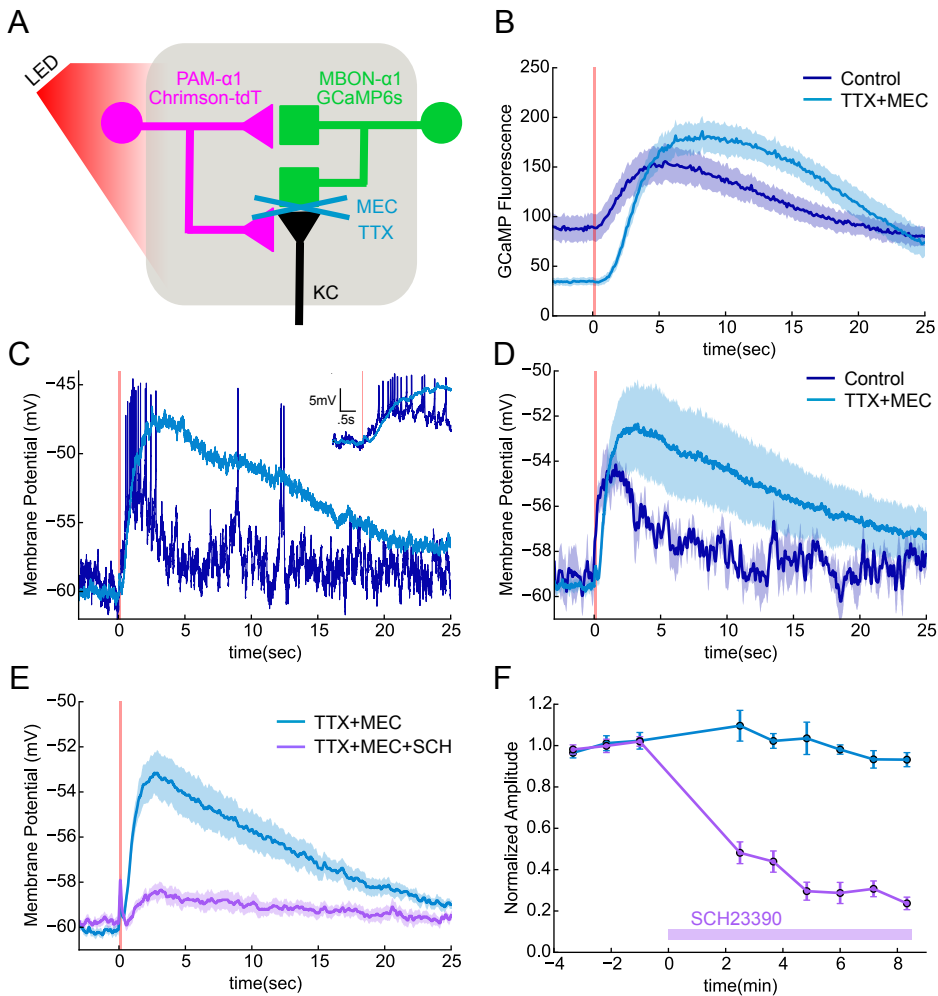 A
LED
PAM-α1
Chrimson-tdT
MBON-α1
GCaMP6s
MEC
TTX
KC
B
GCaMP Fluorescence
250
200
150
100
50
0
Control
TTX+MEC
0 5 10 15 20 25
time(sec)
C
Membrane Potential (mV)
−45
−50
−55
−60
5mV
.5s
0 5 10 15 20 25
time(sec)
D
Membrane Potential (mV)
−50
−52
−54
−56
−58
−60
Control
TTX+MEC
0 5 10 15 20 25
time(sec)
E
Membrane Potential (mV)
−50
−52
−54
−56
−58
−60
TTX+MEC
TTX+MEC+SCH
0 5 10 15 20 25
time(sec)
F
Normalized Amplitude
1.2
1.0
0.8
0.6
0.4
0.2
0.0
SCH23390
−4 −2 0 2 4 6 8
time(min)